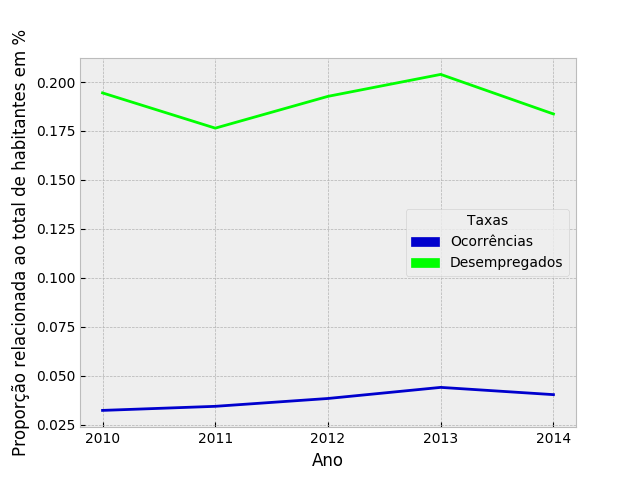 Proporção relacionada ao total de habitantes em %
0.200
0.175
0.150
0.125
0.100
0.075
0.050
0.025
Taxas
Ocorrências
Desempregados
2010 2011 2012 2013 2014
Ano